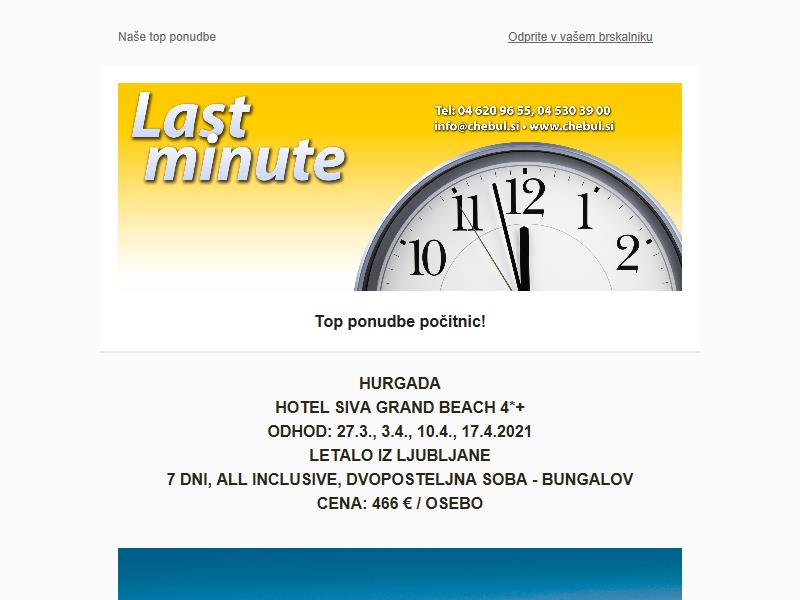 Naše top ponudbe
Odprite v vašem brskalniku
Last
minute
Tel: 04 620 96 55, 04 530 39 00
info@chebul.si • www.chebul.si
10
11
12
1
2
Top ponudbe počitnic!
HURGADA
HOTEL SIVA GRAND BEACH 4*+
ODHOD: 27.3., 3.4., 10.4., 17.4.2021
LETALO IZ LJUBLJANE
7 DNI, ALL INCLUSIVE, DVOPOSTELJNA SOBA - BUNGALOV
CENA: 466 € / OSEBO